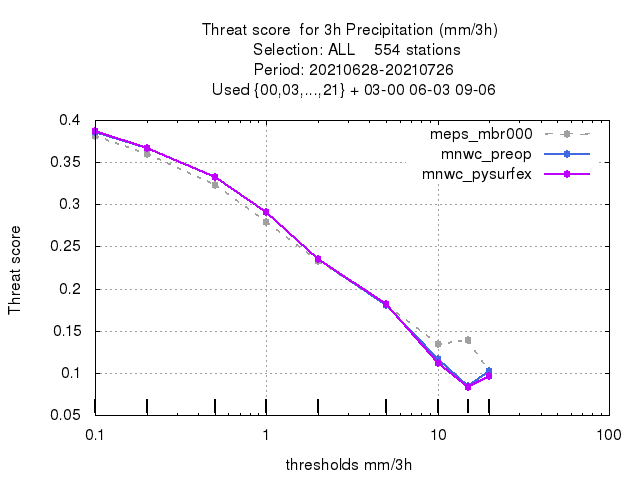 Threat score  for 3h Precipitation (mm/3h)
Selection: ALL    554 stations
Period: 20210628-20210726
Used {00,03,...,21} + 03-00 06-03 09-06
meps_mbr000
mnwc_preop
mnwc_pysurfex
Threat score
0.4
0.35
0.3
0.25
0.2
0.15
0.1
0.05
0.1 1 10 100
thresholds mm/3h